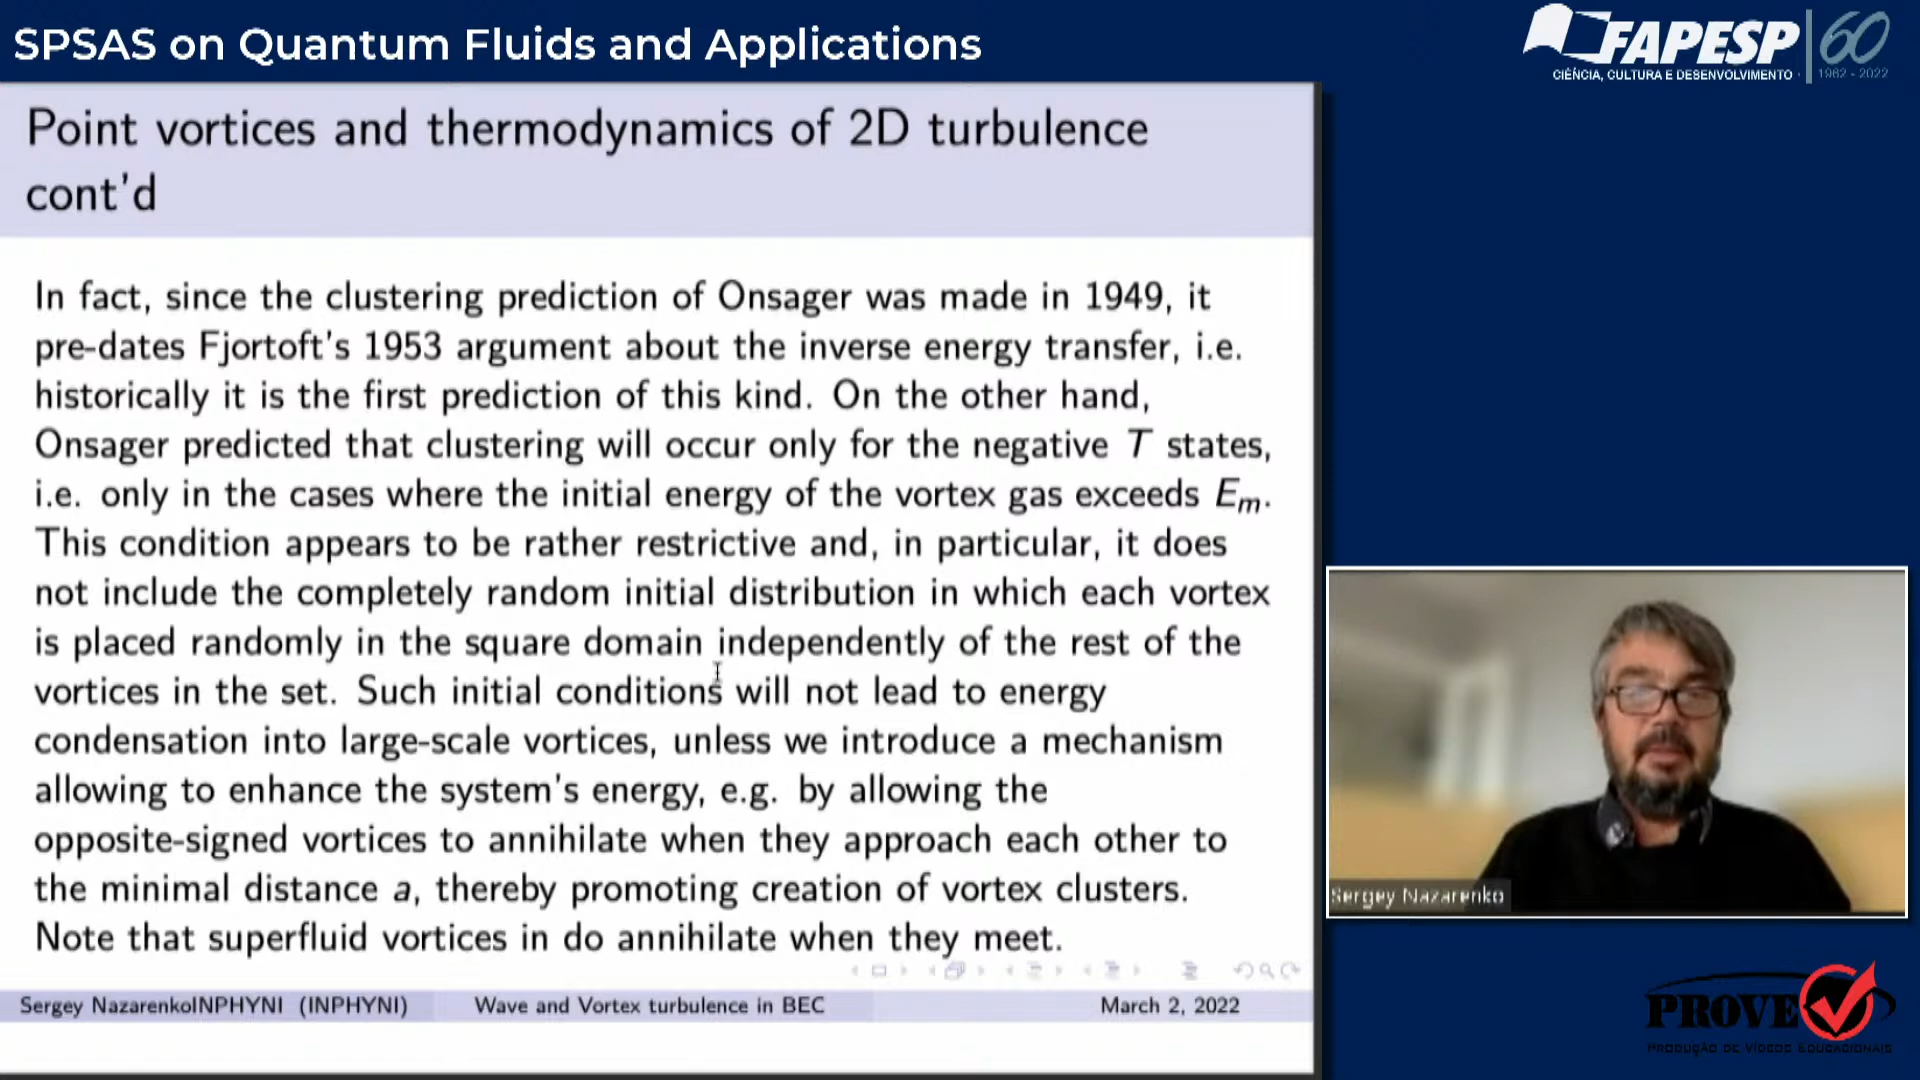 SPSAS on Quantum Fluids and Applications
FAPESP 60
CIÊNCIA, CULTURA E DESENVOLVIMENTO
1962 - 2022
Point vortices and thermodynamics of 2D turbulence
cont'd
In fact, since the clustering prediction of Onsager was made in 1949, it
pre-dates Fjortoft's 1953 argument about the inverse energy transfer, i.e.
historically it is the first prediction of this kind. On the other hand,
Onsager predicted that clustering will occur only for the negative T states,
i.e. only in the cases where the initial energy of the vortex gas exceeds Eₘ.
This condition appears to be rather restrictive and, in particular, it does
not include the completely random initial distribution in which each vortex
is placed randomly in the square domain independently of the rest of the
vortices in the set. Such initial conditions will not lead to energy
condensation into large-scale vortices, unless we introduce a mechanism
allowing to enhance the system's energy, e.g. by allowing the
opposite-signed vortices to annihilate when they approach each other to
the minimal distance a, thereby promoting creation of vortex clusters.
Note that superfluid vortices in do annihilate when they meet.
Sergey NazarenkoINPHYNI (INPHYNI) Wave and Vortex turbulence in BEC March 2, 2022
Sergey Nazarenko
PROVE
PRODUÇÃO DE VÍDEOS EDUCACIONAIS